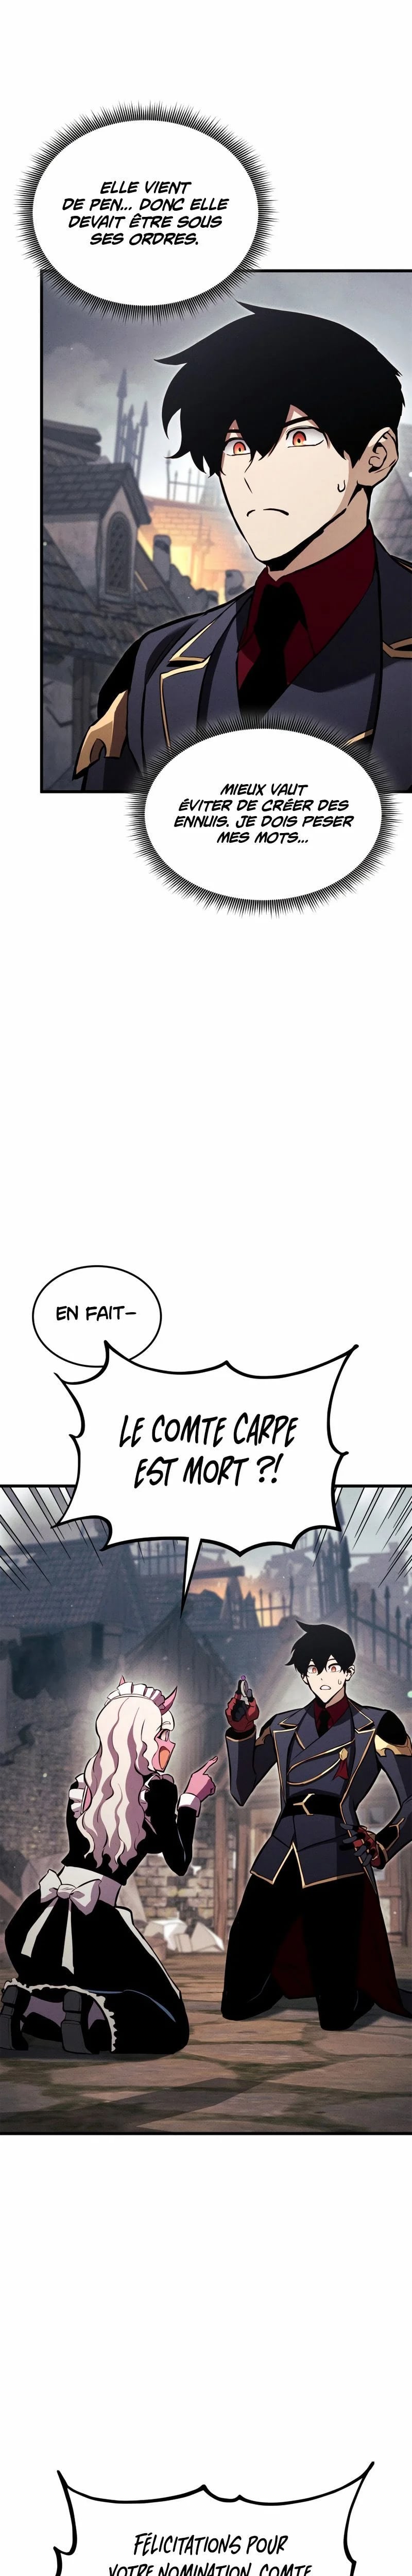 ELLE VIENT
DE PEN... DONC ELLE
DEVAIT ÊTRE SOUS
SES ORDRES.
MIEUX VAUT
ÉVITER DE CRÉER DES
ENNUIS. JE DOIS PESER
MES MOTS...
EN FAIT-
LE COMTE CARPE
EST MORT ?!
FÉLICITATIONS POUR
VOTRE NOMINATION, COMTE